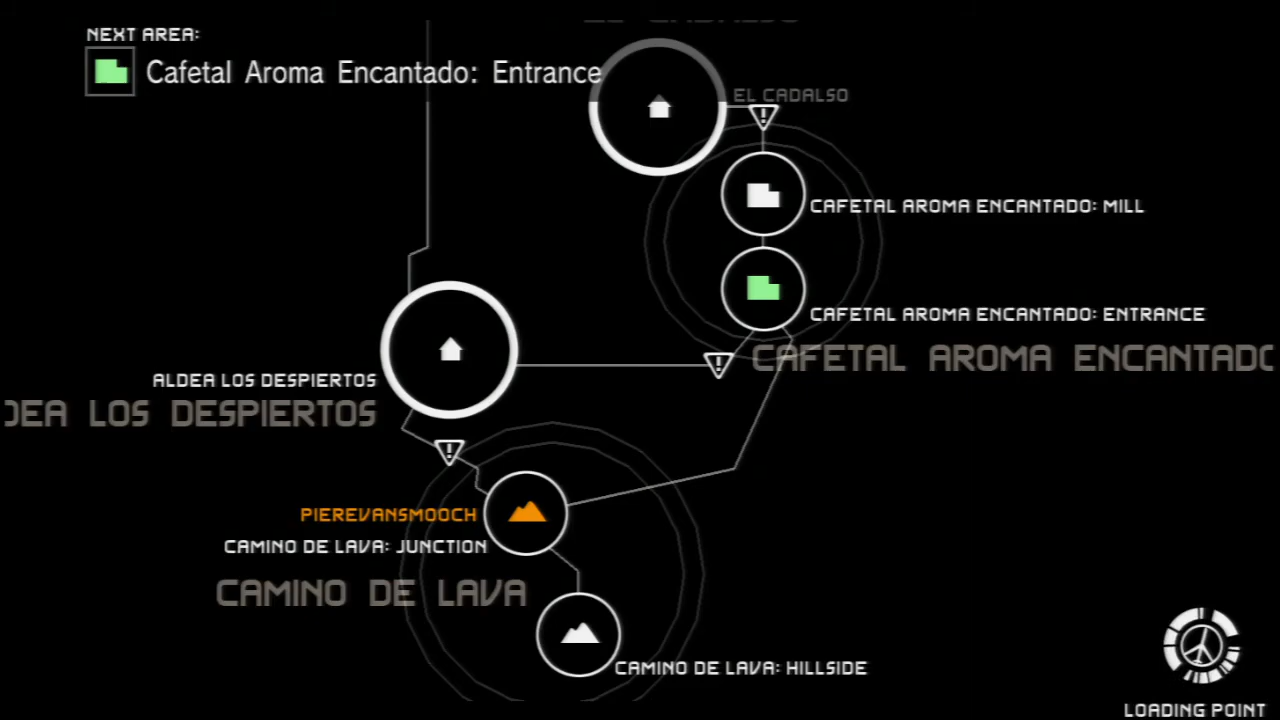 NEXT AREA:
Cafetal Aroma Encantado: Entrance
EL CADALSO
CAFETAL AROMA ENCANTADO: MILL
CAFETAL AROMA ENCANTADO: ENTRANCE
CAFETAL AROMA ENCANTADO
ALDEA LOS DESPIERTOS
DEA LOS DESPIERTOS
PIEREVANSMOOCH
CAMINO DE LAVA: JUNCTION
CAMINO DE LAVA
CAMINO DE LAVA: HILLSIDE
LOADING POINT